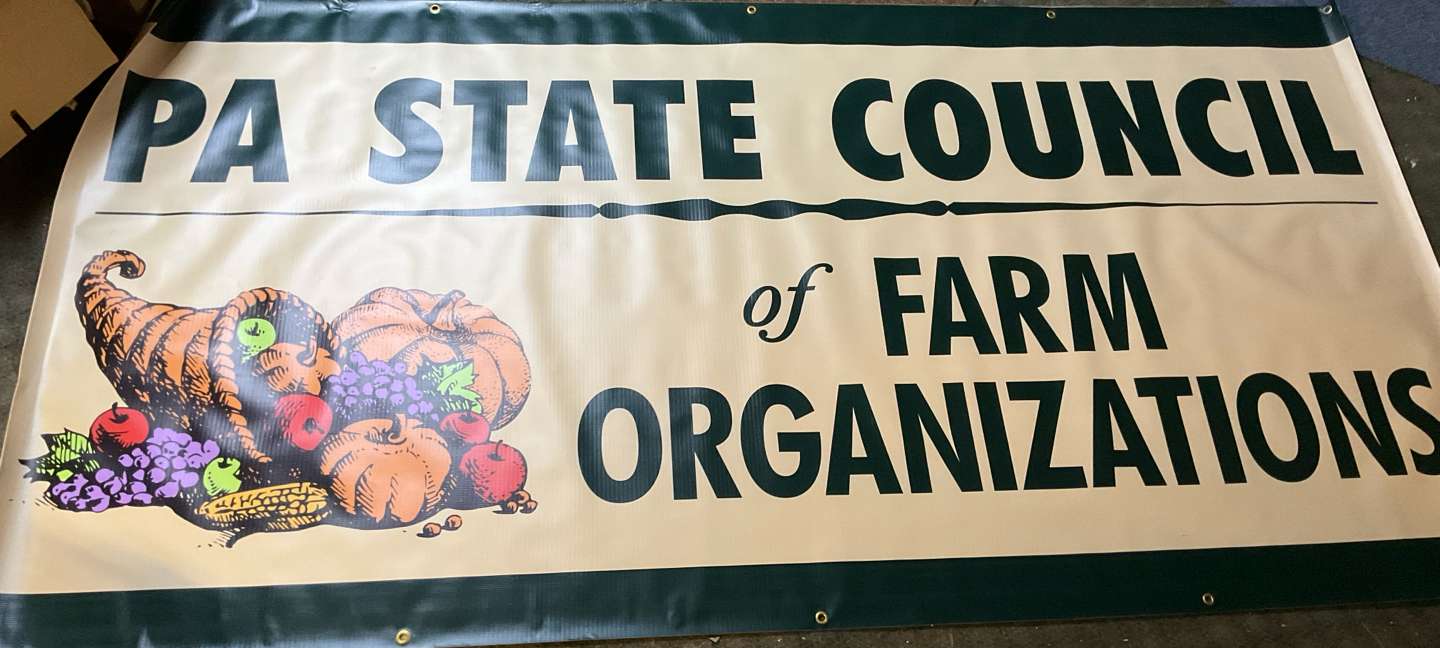 PA STATE COUNCIL
of FARM
ORGANIZATIONS